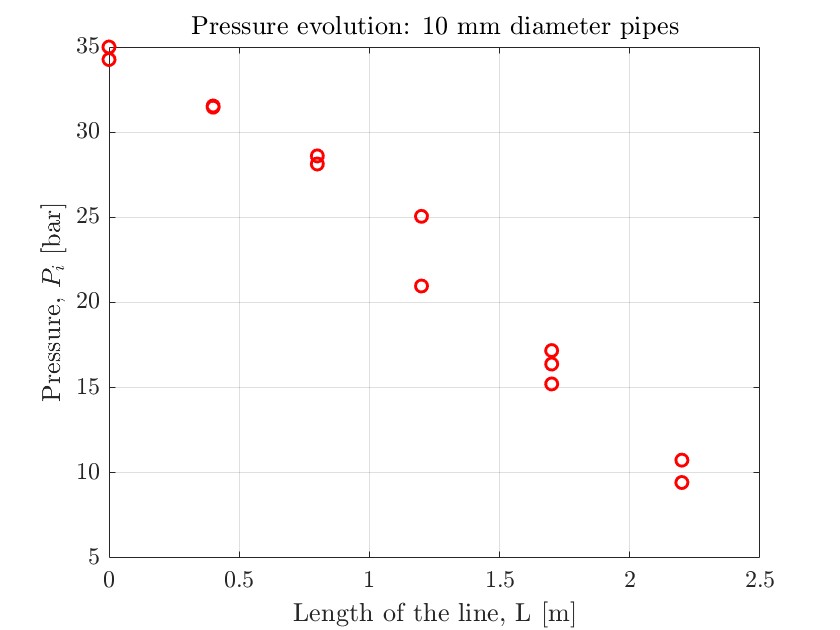 Pressure evolution: 10 mm diameter pipes
35
30
25
20
15
10
5
Pressure, P_i [bar]
0 0.5 1 1.5 2 2.5
Length of the line, L [m]